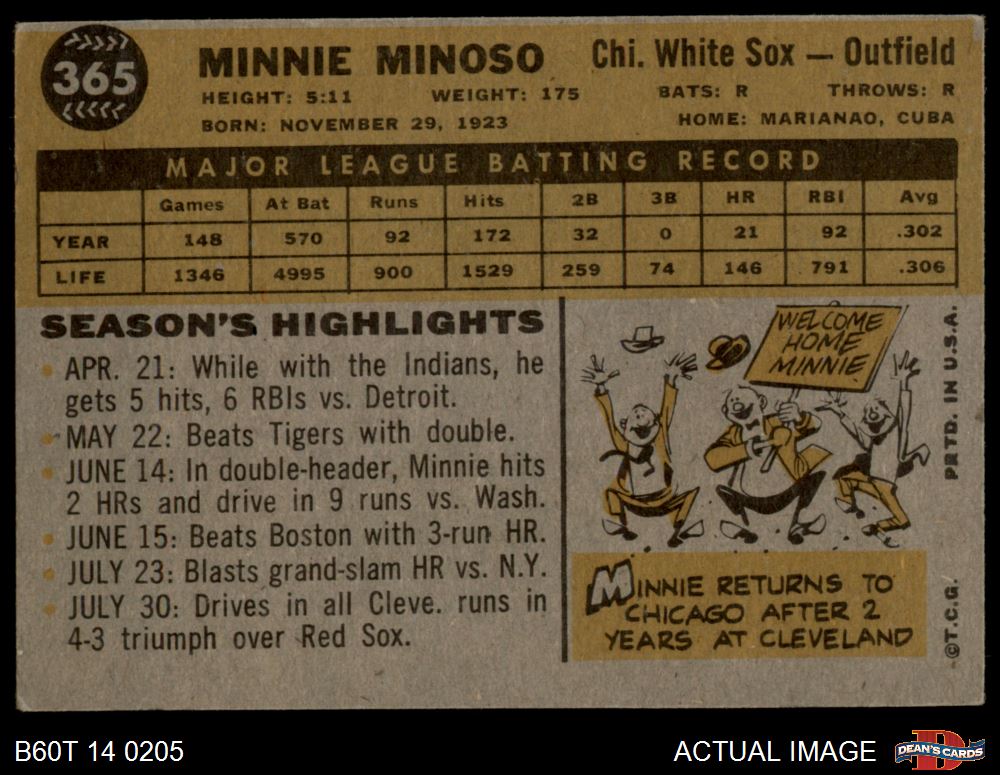 365
MINNIE MINOSO
Chi. White Sox — Outfield
HEIGHT: 5:11 WEIGHT: 175 BATS: R THROWS: R
BORN: NOVEMBER 29, 1923 HOME: MARIANAO, CUBA
MAJOR LEAGUE BATTING RECORD
Games At Bat Runs Hits 2B 3B HR RBI Avg
YEAR 148 570 92 172 32 0 21 92 .302
LIFE 1346 4995 900 1529 259 74 146 791 .306
SEASON'S HIGHLIGHTS
• APR. 21: While with the Indians, he
gets 5 hits, 6 RBIs vs. Detroit.
• MAY 22: Beats Tigers with double.
• JUNE 14: In double-header, Minnie hits
2 HRs and drive in 9 runs vs. Wash.
• JUNE 15: Beats Boston with 3-run HR.
• JULY 23: Blasts grand-slam HR vs. N.Y.
• JULY 30: Drives in all Cleve. runs in
4-3 triumph over Red Sox.
WELCOME
HOME
MINNIE
MINNIE RETURNS TO
CHICAGO AFTER 2
YEARS AT CLEVELAND
©T.C.G. PRTD. IN U.S.A.
B60T 14 0205
ACTUAL IMAGE
DEAN'S CARDS